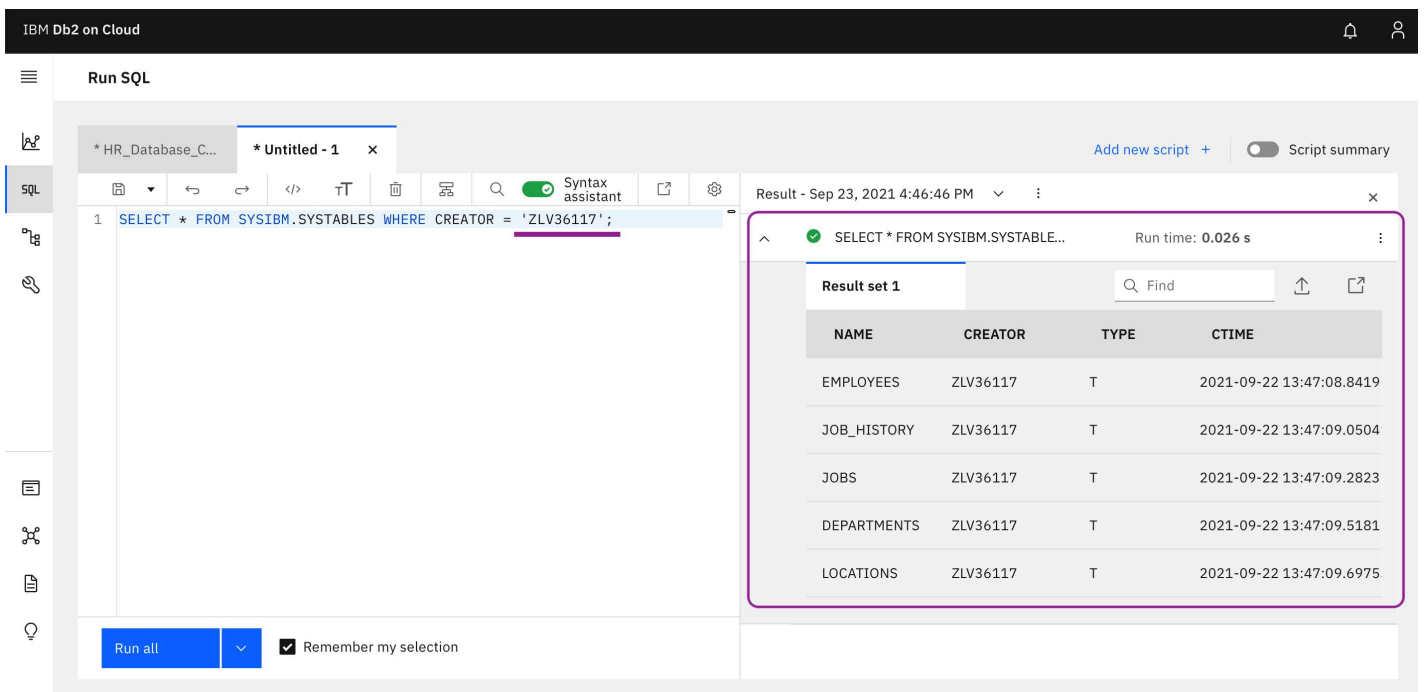 IBM Db2 on Cloud
Run SQL
* HR_Database_C...
* Untitled - 1 ×
Add new script +
Script summary
SQL
</>
TT
Syntax
assistant
Result - Sep 23, 2021 4:46:46 PM
1 SELECT * FROM SYSIBM.SYSTABLES WHERE CREATOR = 'ZLV36117';
SELECT * FROM SYSIBM.SYSTABLE...
Run time: 0.026 s
Result set 1
Find
NAME CREATOR TYPE CTIME
EMPLOYEES ZLV36117 T 2021-09-22 13:47:08.8419
JOB_HISTORY ZLV36117 T 2021-09-22 13:47:09.0504
JOBS ZLV36117 T 2021-09-22 13:47:09.2823
DEPARTMENTS ZLV36117 T 2021-09-22 13:47:09.5181
LOCATIONS ZLV36117 T 2021-09-22 13:47:09.6975
Run all
Remember my selection